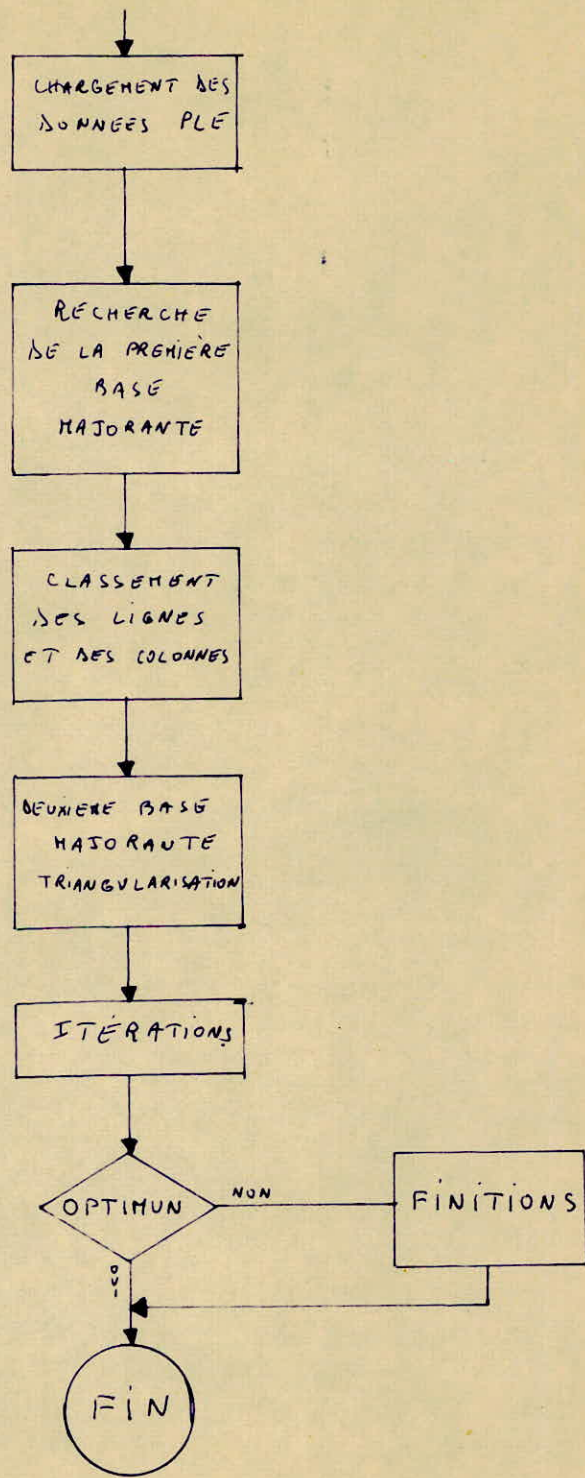 CHARGEMENT DES
DONNEES PLE
RECHERCHE
DE LA PREMIÈRE
BASE
MAJORANTE
CLASSEMENT
DES LIGNES
ET DES COLONNES
DEUXIEME BASE
MAJORANTE
TRIANGULARISATION
ITÉRATIONS
OPTIMUN
NON
FINITIONS
OUI
FIN